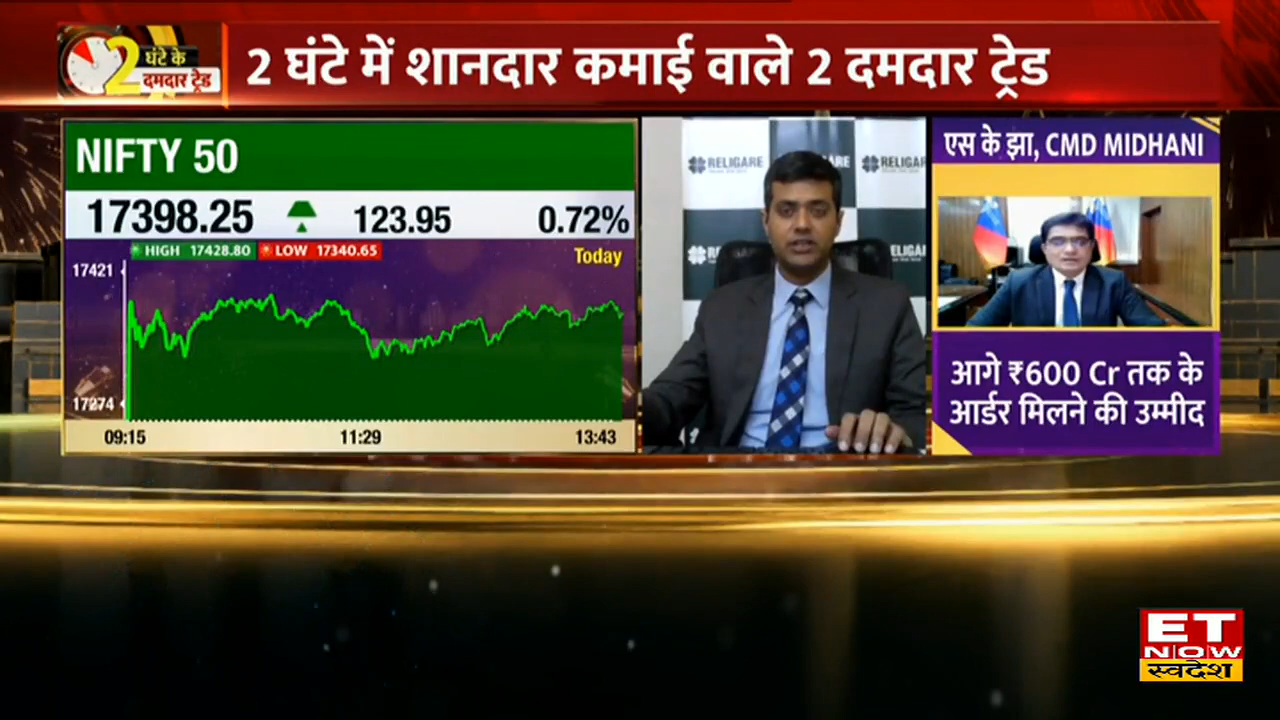 2
घंटे के
दमदार ट्रेड
2 घंटे में शानदार कमाई वाले 2 दमदार ट्रेड
NIFTY 50
17398.25 123.95 0.72%
HIGH 17428.80 LOW 17340.65
Today
17421
17274
09:15 11:29 13:43
RELIGARE
RELIGARE
RELIGARE
एस के झा, CMD MIDHANI
आगे ₹600 Cr तक के
आर्डर मिलने की उम्मीद
ET
NOW
स्वदेश